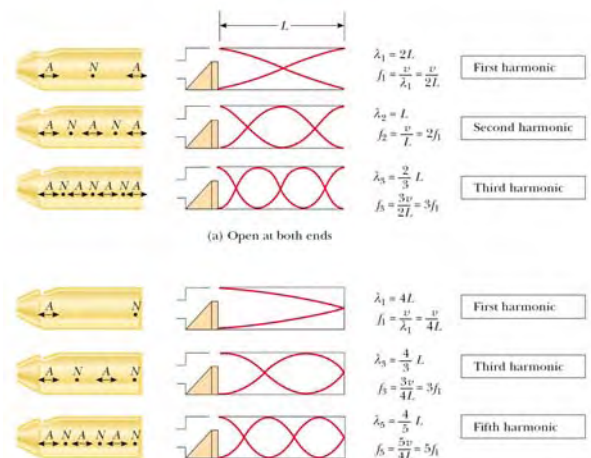 L
A N A
λ₁ = 2L
f₁ = v/λ₁ = v/2L
First harmonic
A N A N A
λ₂ = L
f₂ = v/L = 2f₁
Second harmonic
A N A N A N A
λ₃ = 2/3 L
f₃ = 3v/2L = 3f₁
Third harmonic
(a) Open at both ends
A N
λ₁ = 4L
f₁ = v/λ₁ = v/4L
First harmonic
A N A N
λ₃ = 4/3 L
f₃ = 3v/4L = 3f₁
Third harmonic
A N A N A N
λ₅ = 4/5 L
f₅ = 5v/4L = 5f₁
Fifth harmonic